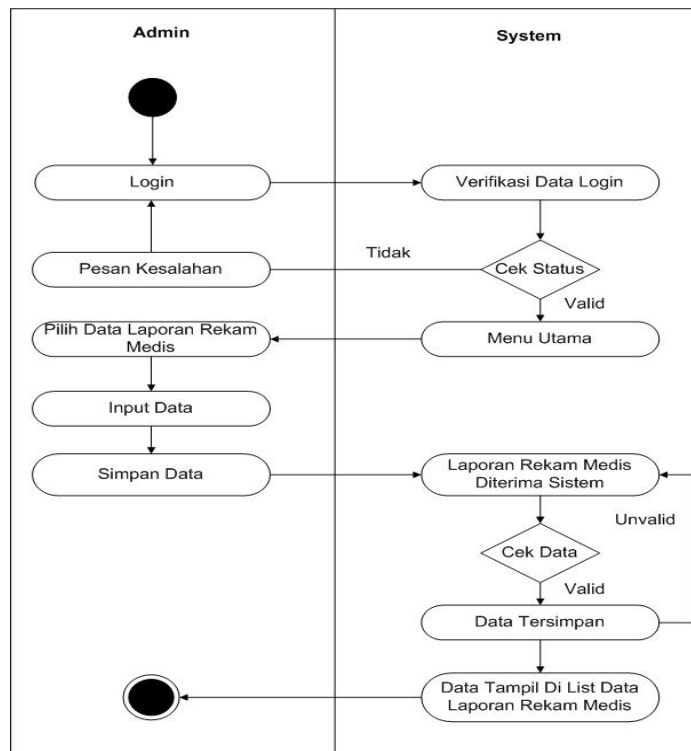 Admin
System
Login
Verifikasi Data Login
Tidak
Pesan Kesalahan
Cek Status
Valid
Pilih Data Laporan Rekam
Medis
Menu Utama
Input Data
Simpan Data
Laporan Rekam Medis
Diterima Sistem
Unvalid
Cek Data
Valid
Data Tersimpan
Data Tampil Di List Data
Laporan Rekam Medis